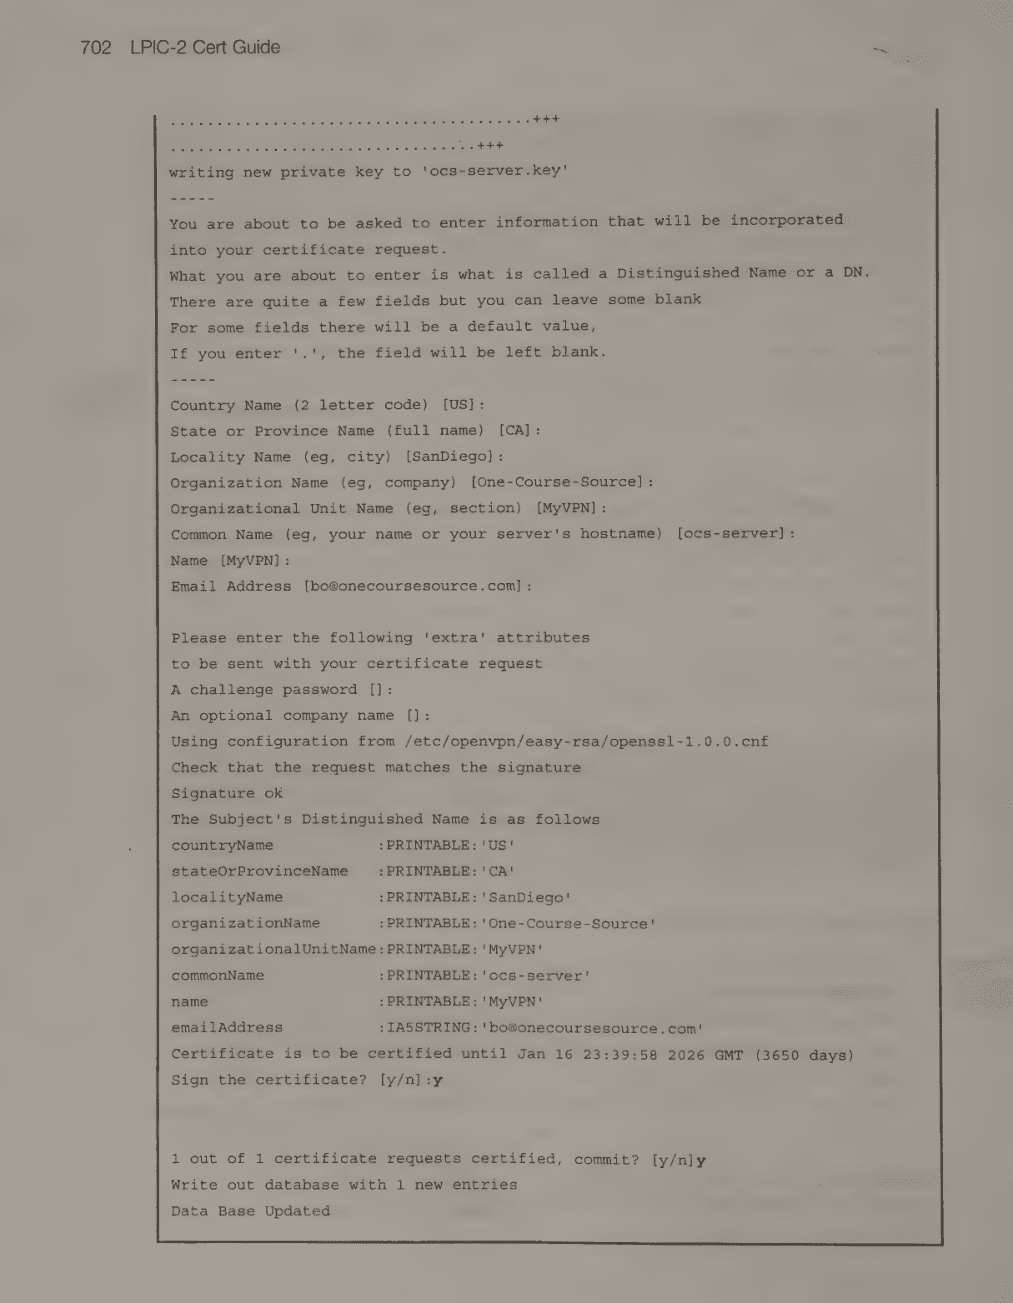 702 LPIC-2 Cert Guide
.......................................+++
.................................+++
writing new private key to 'ocs-server.key'
-----
You are about to be asked to enter information that will be incorporated
into your certificate request.
What you are about to enter is what is called a Distinguished Name or a DN.
There are quite a few fields but you can leave some blank
For some fields there will be a default value,
If you enter '.', the field will be left blank.
-----
Country Name (2 letter code) [US]:
State or Province Name (full name) [CA]:
Locality Name (eg, city) [SanDiego]:
Organization Name (eg, company) [One-Course-Source]:
Organizational Unit Name (eg, section) [MyVPN]:
Common Name (eg, your name or your server's hostname) [ocs-server]:
Name [MyVPN]:
Email Address [bo@onecoursesource.com]:
Please enter the following 'extra' attributes
to be sent with your certificate request
A challenge password []:
An optional company name []:
Using configuration from /etc/openvpn/easy-rsa/openssl-1.0.0.cnf
Check that the request matches the signature
Signature ok
The Subject's Distinguished Name is as follows
countryName :PRINTABLE:'US'
stateOrProvinceName :PRINTABLE:'CA'
localityName :PRINTABLE:'SanDiego'
organizationName :PRINTABLE:'One-Course-Source'
organizationalUnitName:PRINTABLE:'MyVPN'
commonName :PRINTABLE:'ocs-server'
name :PRINTABLE:'MyVPN'
emailAddress :IA5STRING:'bo@onecoursesource.com'
Certificate is to be certified until Jan 16 23:39:58 2026 GMT (3650 days)
Sign the certificate? [y/n]:y
1 out of 1 certificate requests certified, commit? [y/n]y
Write out database with 1 new entries
Data Base Updated